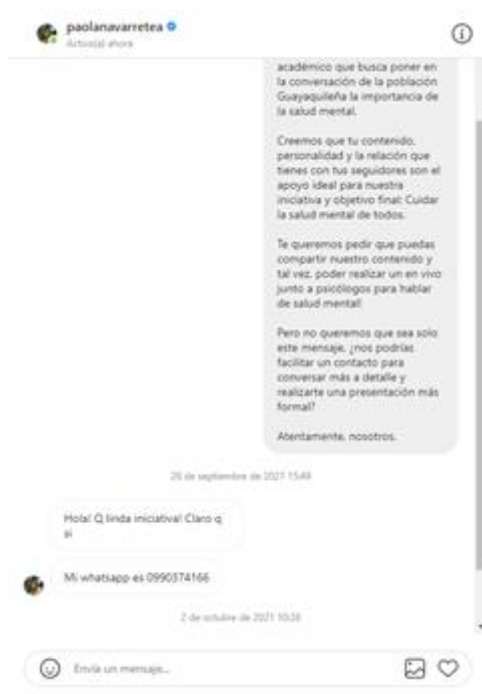 paolanavarretea
Activo(a) ahora
académico que busca poner en
la conversación de la población
Guayaquileña la importancia de
la salud mental.
Creemos que tu contenido,
personalidad y la relación que
tienes con tus seguidores son el
apoyo ideal para nuestra
iniciativa y objetivo final: Cuidar
la salud mental de todos.
Te queremos pedir que puedas
compartir nuestro contenido y
tal vez, poder realizar un en vivo
junto a psicólogos para hablar
de salud mental!
Pero no queremos que sea solo
este mensaje, ¿nos podrías
facilitar un contacto para
conversar más a detalle y
realizarte una presentación más
formal?
Atentamente, nosotros.
26 de septiembre de 2021 15:49
Hola! Q linda iniciativa! Claro q
si
Mi whatsapp es 0990374166
2 de octubre de 2021 10:28
Envía un mensaje...